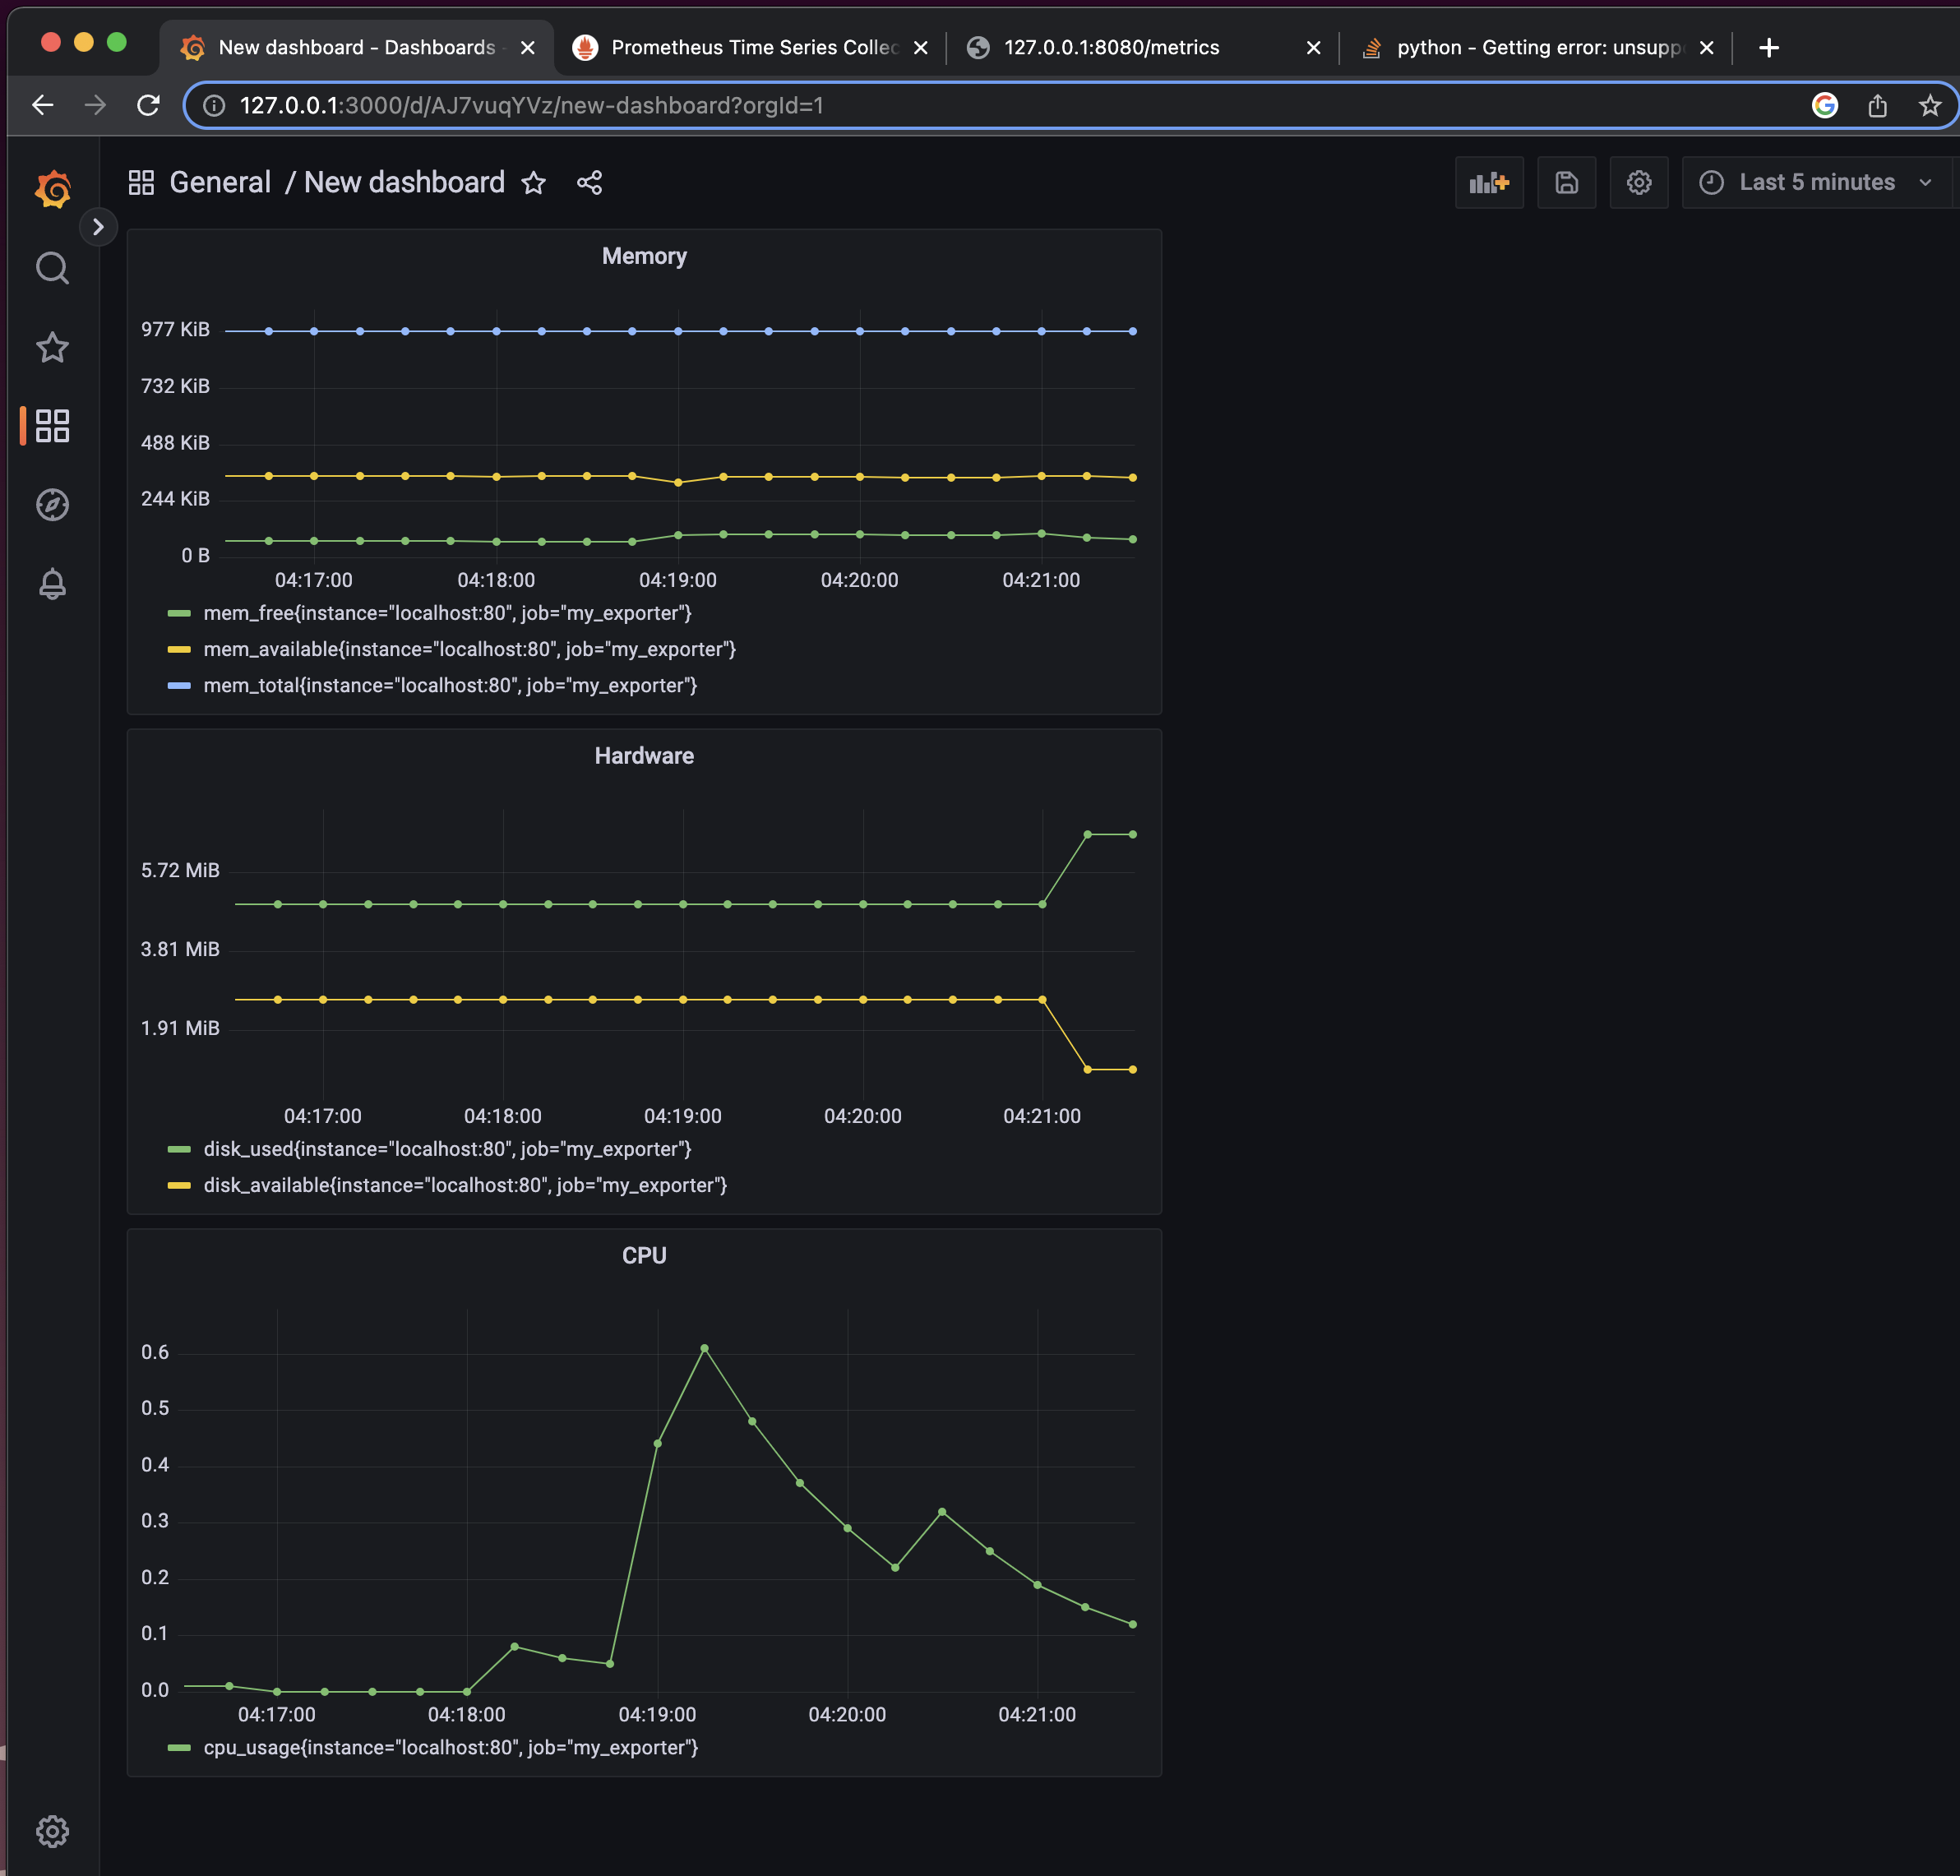 New dashboard - Dashboards -
Prometheus Time Series Collec
127.0.0.1:8080/metrics
python - Getting error: unsupp
127.0.0.1:3000/d/AJ7vuqYVz/new-dashboard?orgId=1
General / New dashboard
Last 5 minutes
Memory
977 KiB
732 KiB
488 KiB
244 KiB
0 B
04:17:00 04:18:00 04:19:00 04:20:00 04:21:00
mem_free{instance="localhost:80", job="my_exporter"}
mem_available{instance="localhost:80", job="my_exporter"}
mem_total{instance="localhost:80", job="my_exporter"}
Hardware
5.72 MiB
3.81 MiB
1.91 MiB
04:17:00 04:18:00 04:19:00 04:20:00 04:21:00
disk_used{instance="localhost:80", job="my_exporter"}
disk_available{instance="localhost:80", job="my_exporter"}
CPU
0.6
0.5
0.4
0.3
0.2
0.1
0.0
04:17:00 04:18:00 04:19:00 04:20:00 04:21:00
cpu_usage{instance="localhost:80", job="my_exporter"}